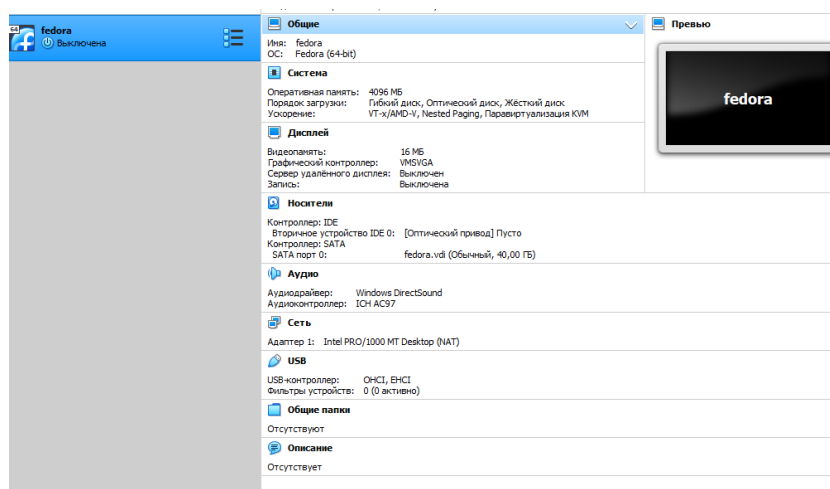 64
fedora
Выключена
Общие
Имя: fedora
ОС: Fedora (64-bit)
Система
Оперативная память: 4096 МБ
Порядок загрузки: Гибкий диск, Оптический диск, Жёсткий диск
Ускорение: VT-x/AMD-V, Nested Paging, Паравиртуализация KVM
Дисплей
Видеопамять: 16 МБ
Графический контроллер: VMSVGA
Сервер удалённого дисплея: Выключен
Запись: Выключена
Носители
Контроллер: IDE
Вторичное устройство IDE 0: [Оптический привод] Пусто
Контроллер: SATA
SATA порт 0: fedora.vdi (Обычный, 40,00 ГБ)
Аудио
Аудиодрайвер: Windows DirectSound
Аудиоконтроллер: ICH AC97
Сеть
Адаптер 1: Intel PRO/1000 MT Desktop (NAT)
USB
USB-контроллер: OHCI, EHCI
Фильтры устройств: 0 (0 активно)
Общие папки
Отсутствуют
Описание
Отсутствует
Превью
fedora